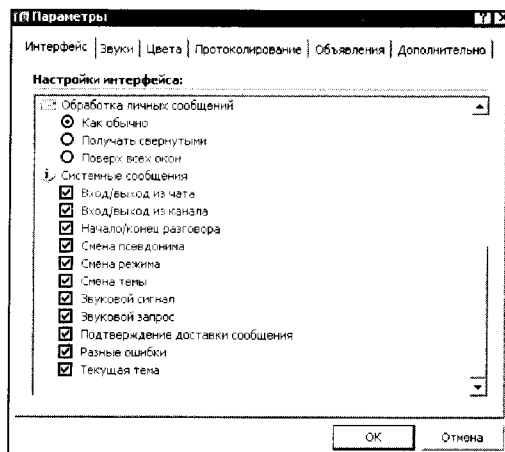 Параметры
Интерфейс Звуки Цвета Протоколирование Объявления Дополнительно
Настройки интерфейса:
Обработка личных сообщений
Как обычно
Получать свернутыми
Поверх всех окон
Системные сообщения
Вход/выход из чата
Вход/выход из канала
Начало/конец разговора
Смена псевдонима
Смена режима
Смена темы
Звуковой сигнал
Звуковой запрос
Подтверждение доставки сообщения
Разные ошибки
Текущая тема
OK Отмена